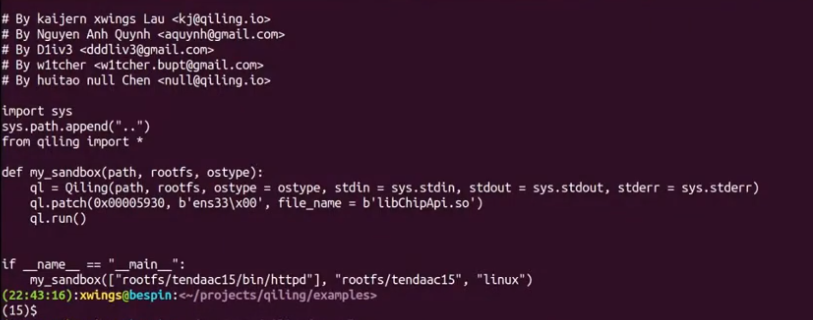 # By kaijern xwings Lau <kj@qiling.io>
# By Nguyen Anh Quynh <aquynh@gmail.com>
# By D1iv3 <dddliv3@gmail.com>
# By w1tcher <w1tcher.bupt@gmail.com>
# By huitao null Chen <null@qiling.io>
import sys
sys.path.append("..")
from qiling import *
def my_sandbox(path, rootfs, ostype):
    ql = Qiling(path, rootfs, ostype = ostype, stdin = sys.stdin, stdout = sys.stdout, stderr = sys.stderr)
    ql.patch(0x00005930, b'ens33\x00', file_name = b'libChipApi.so')
    ql.run()
if __name__ == "__main__":
    my_sandbox(["rootfs/tendaac15/bin/httpd"], "rootfs/tendaac15", "linux")
(22:43:16):xwings@bespin:<~/projects/qiling/examples>
(15)$